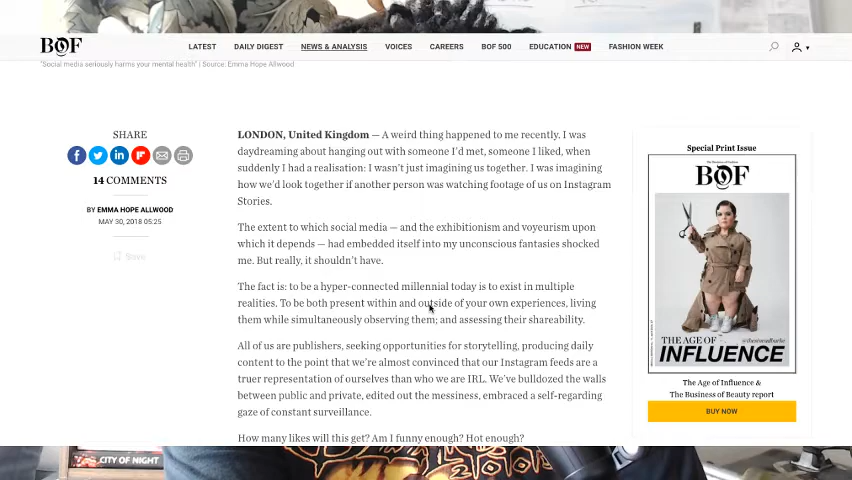 BOF
LATEST
DAILY DIGEST
NEWS & ANALYSIS
VOICES
CAREERS
BOF 500
EDUCATION NEW
FASHION WEEK
"Social media seriously harms your mental health" | Source: Emma Hope Allwood
SHARE
14 COMMENTS
BY EMMA HOPE ALLWOOD
MAY 30, 2018 05:25
Save
LONDON, United Kingdom — A weird thing happened to me recently. I was
daydreaming about hanging out with someone I'd met, someone I liked, when
suddenly I had a realisation: I wasn't just imagining us together. I was imagining
how we'd look together if another person was watching footage of us on Instagram
Stories.
The extent to which social media — and the exhibitionism and voyeurism upon
which it depends — had embedded itself into my unconscious fantasies shocked
me. But really, it shouldn't have.
The fact is: to be a hyper-connected millennial today is to exist in multiple
realities. To be both present within and outside of your own experiences, living
them while simultaneously observing them; and assessing their shareability.
All of us are publishers, seeking opportunities for storytelling, producing daily
content to the point that we're almost convinced that our Instagram feeds are a
truer representation of ourselves than who we are IRL. We've bulldozed the walls
between public and private, edited out the messiness, embraced a self-regarding
gaze of constant surveillance.
How many likes will this get? Am I funny enough? Hot enough?
Special Print Issue
BOF
THE AGE OF
INFLUENCE
The Age of Influence &
The Business of Beauty report
BUY NOW
CITY OF NIGHT